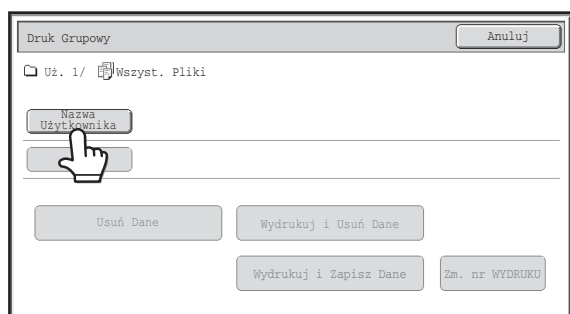 Druk Grupowy
Anuluj
Uż. 1/ Wszyst. Pliki
Nazwa
Użytkownika
Usuń Dane
Wydrukuj i Usuń Dane
Wydrukuj i Zapisz Dane
Zm. nr WYDRUKU